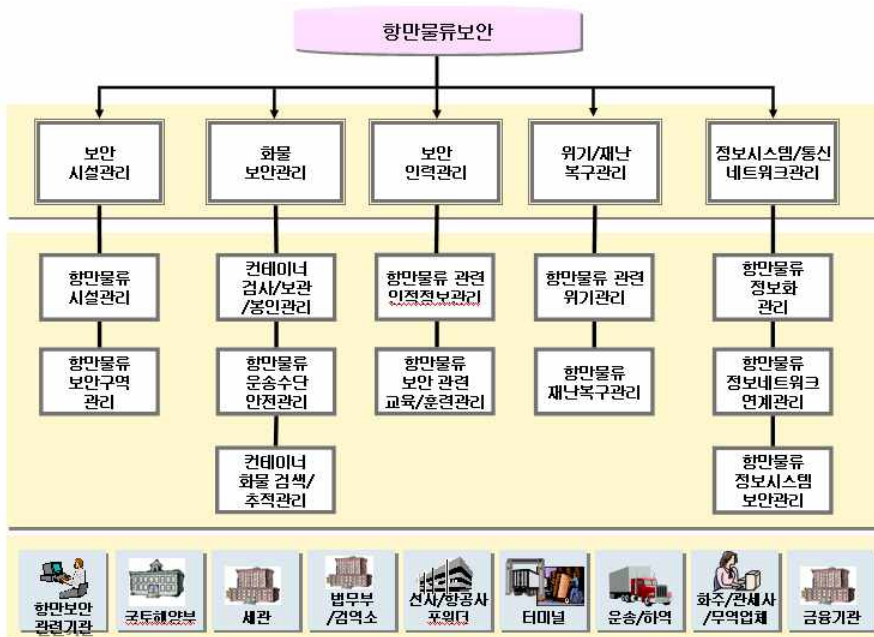 항만물류보안
보안
시설관리
화물
보안관리
보안
인력관리
위기/재난
복구관리
정보시스템/통신
네트워크관리
항만물류
시설관리
컨테이너
검사/보관
/봉인관리
항만물류 관련
인적정보관리
항만물류 관련
위기관리
항만물류
정보화
관리
항만물류
보안구역
관리
항만물류
운송수단
안전관리
항만물류
보안 관련
교육/훈련관리
항만물류
재난복구관리
항만물류
정보네트워크
연계관리
컨테이너
화물 검색/
추적관리
항만물류
정보시스템
보안관리
항만보안
관련기관
국토해양부
세관
법무부
/검역소
선사/항공사
포워더
터미널
운송/하역
화주/관세사
/무역업체
금융기관